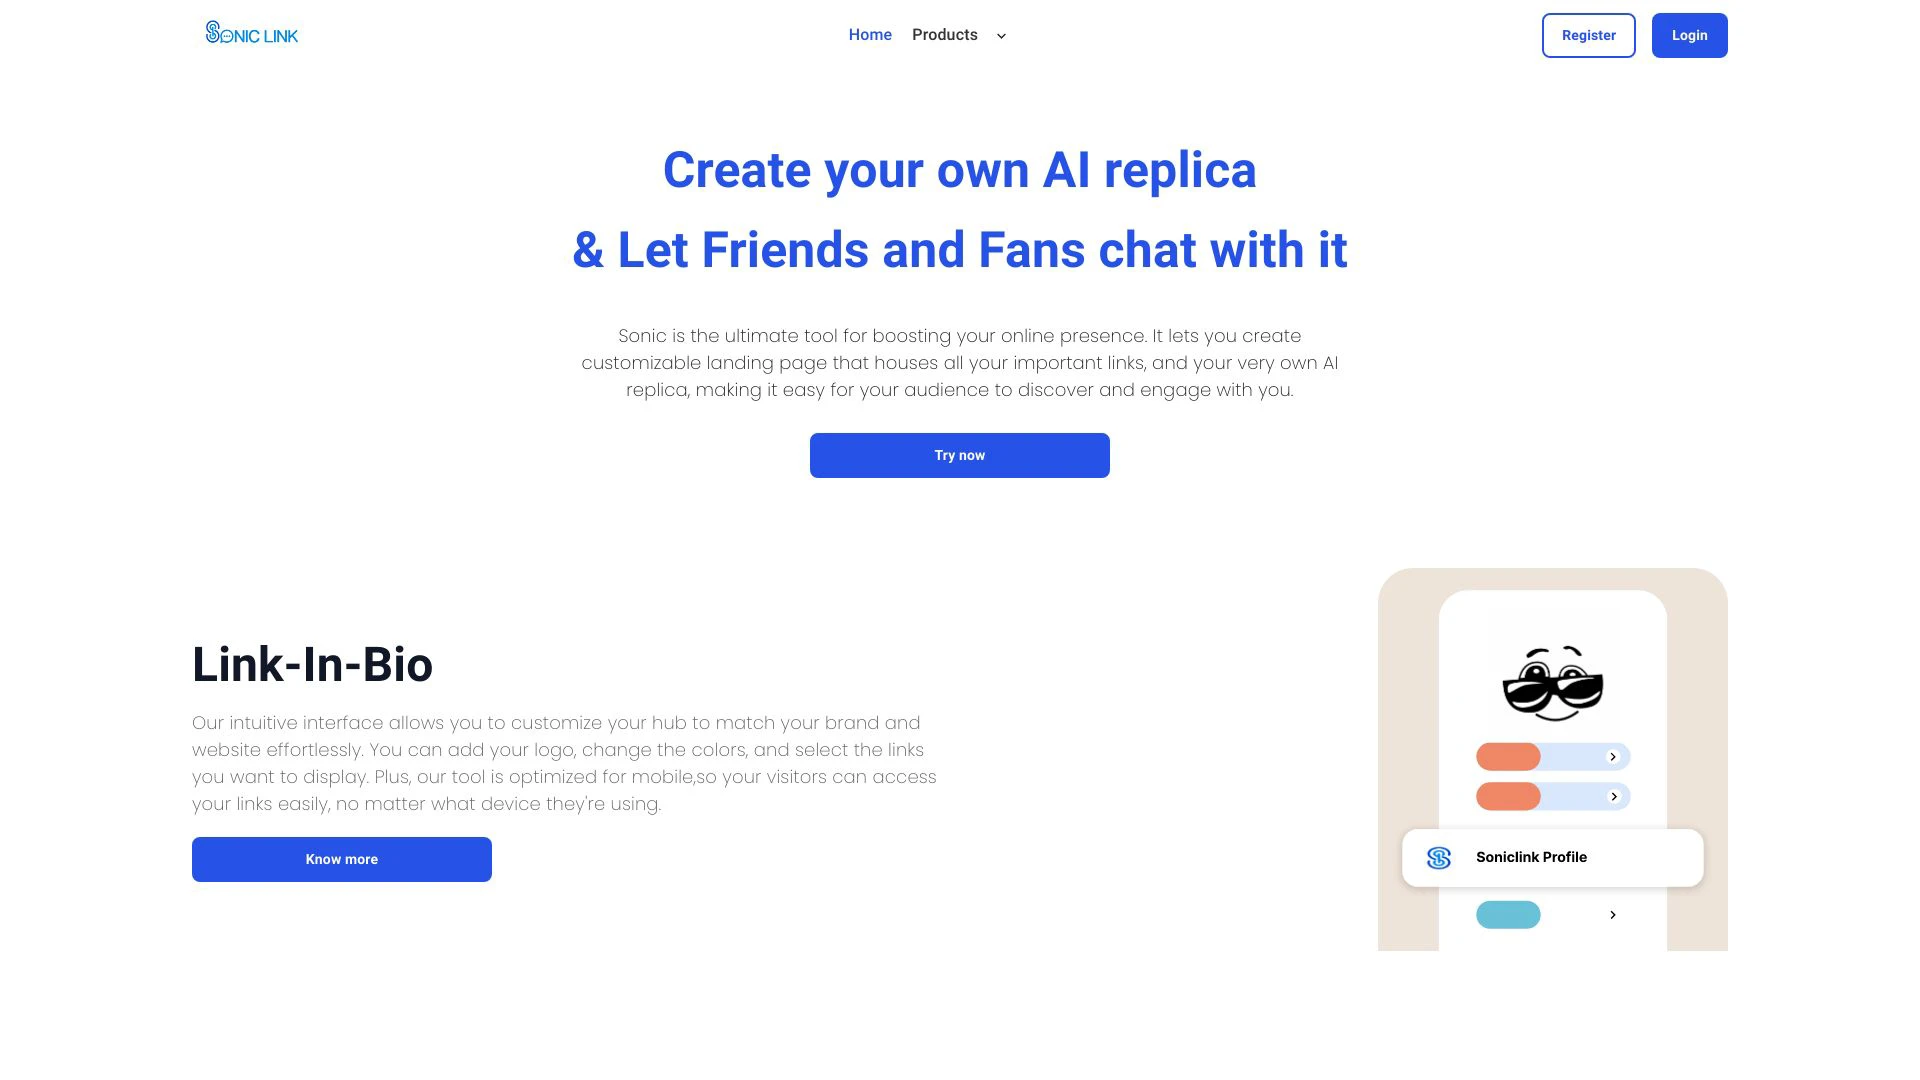 SONIC LINK
Home Products
Register Login
Create your own AI replica
& Let Friends and Fans chat with it
Sonic is the ultimate tool for boosting your online presence. It lets you create
customizable landing page that houses all your important links, and your very own AI
replica, making it easy for your audience to discover and engage with you.
Try now
Link-In-Bio
Our intuitive interface allows you to customize your hub to match your brand and
website effortlessly. You can add your logo, change the colors, and select the links
you want to display. Plus, our tool is optimized for mobile,so your visitors can access
your links easily, no matter what device they're using.
Know more
Soniclink Profile